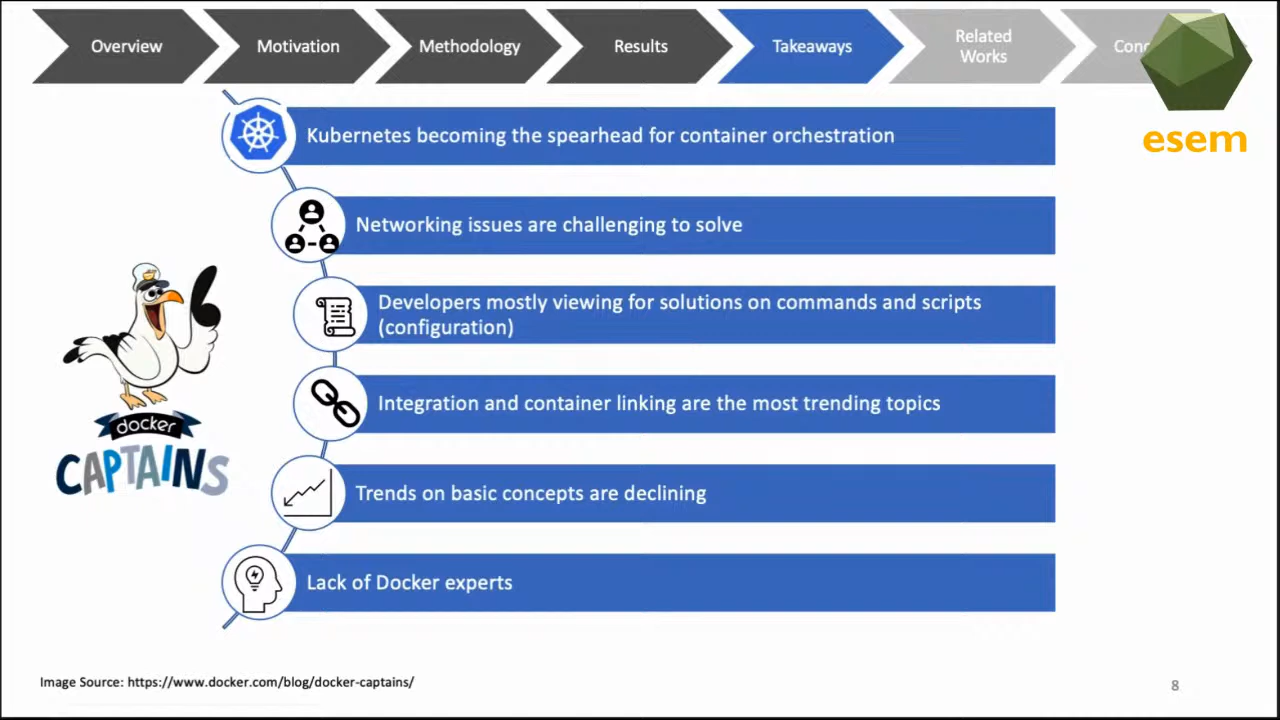 Overview
Motivation
Methodology
Results
Takeaways
Related
Works
esem
Kubernetes becoming the spearhead for container orchestration
Networking issues are challenging to solve
Developers mostly viewing for solutions on commands and scripts
(configuration)
Integration and container linking are the most trending topics
Trends on basic concepts are declining
Lack of Docker experts
docker
CAPTAINS
Image Source: https://www.docker.com/blog/docker-captains/
8